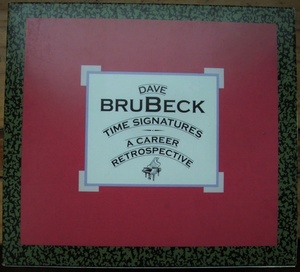 DAVE
BRUBECK
TIME SIGNATURES
A CAREER
RETROSPECTIVE